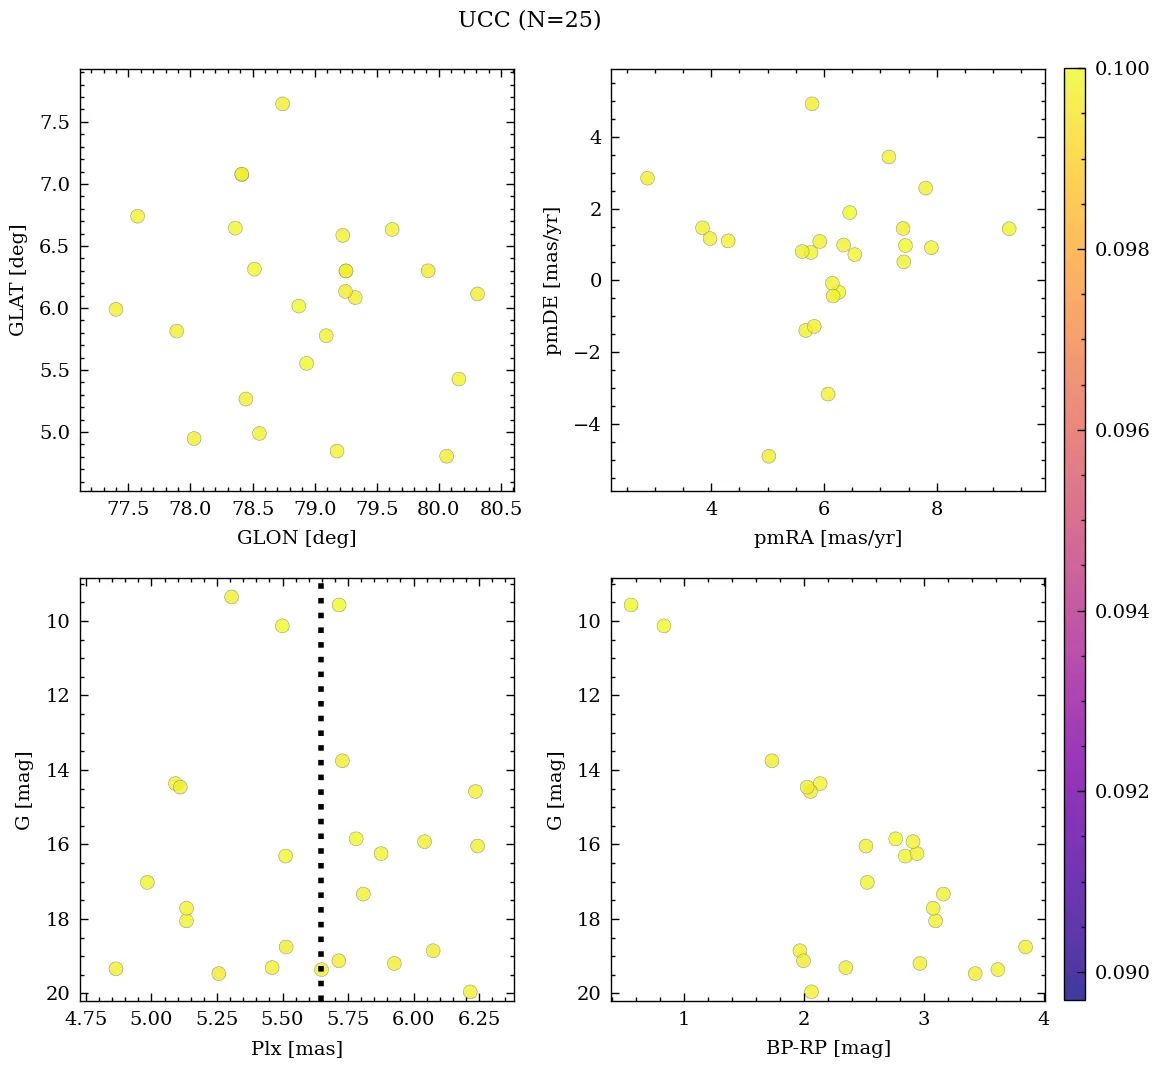 UCC (N=25)
7.5
7.0
6.5
6.0
5.5
5.0
GLAT [deg]
77.5 78.0 78.5 79.0 79.5 80.0 80.5
GLON [deg]
4
2
0
−2
−4
pmDE [mas/yr]
4 6 8
pmRA [mas/yr]
10
12
14
16
18
20
G [mag]
4.75 5.00 5.25 5.50 5.75 6.00 6.25
Plx [mas]
10
12
14
16
18
20
G [mag]
1 2 3 4
BP-RP [mag]
0.100
0.098
0.096
0.094
0.092
0.090